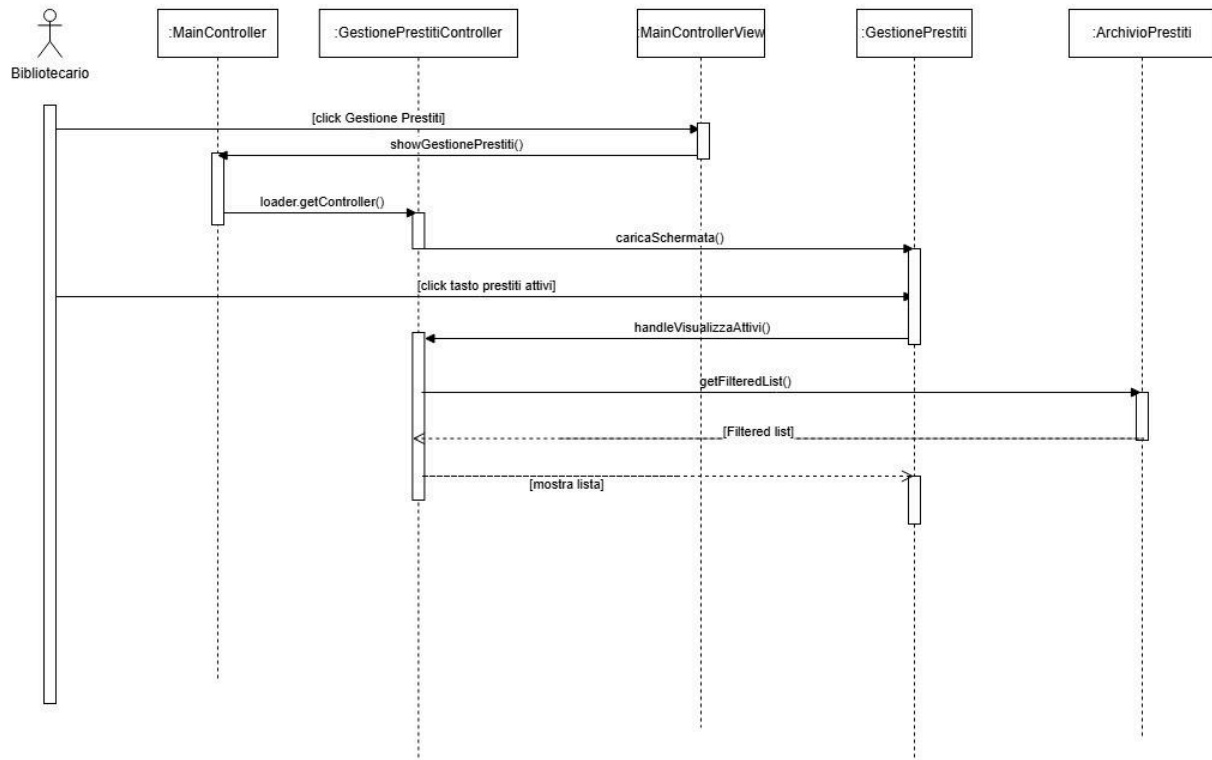 :MainController
:GestionePrestitiController
:MainControllerView
:GestionePrestiti
:ArchivioPrestiti
Bibliotecario
[click Gestione Prestiti]
showGestionePrestiti()
loader.getController()
caricaSchermata()
[click tasto prestiti attivi]
handleVisualizzaAttivi()
getFilteredList()
[Filtered list]
[mostra lista]